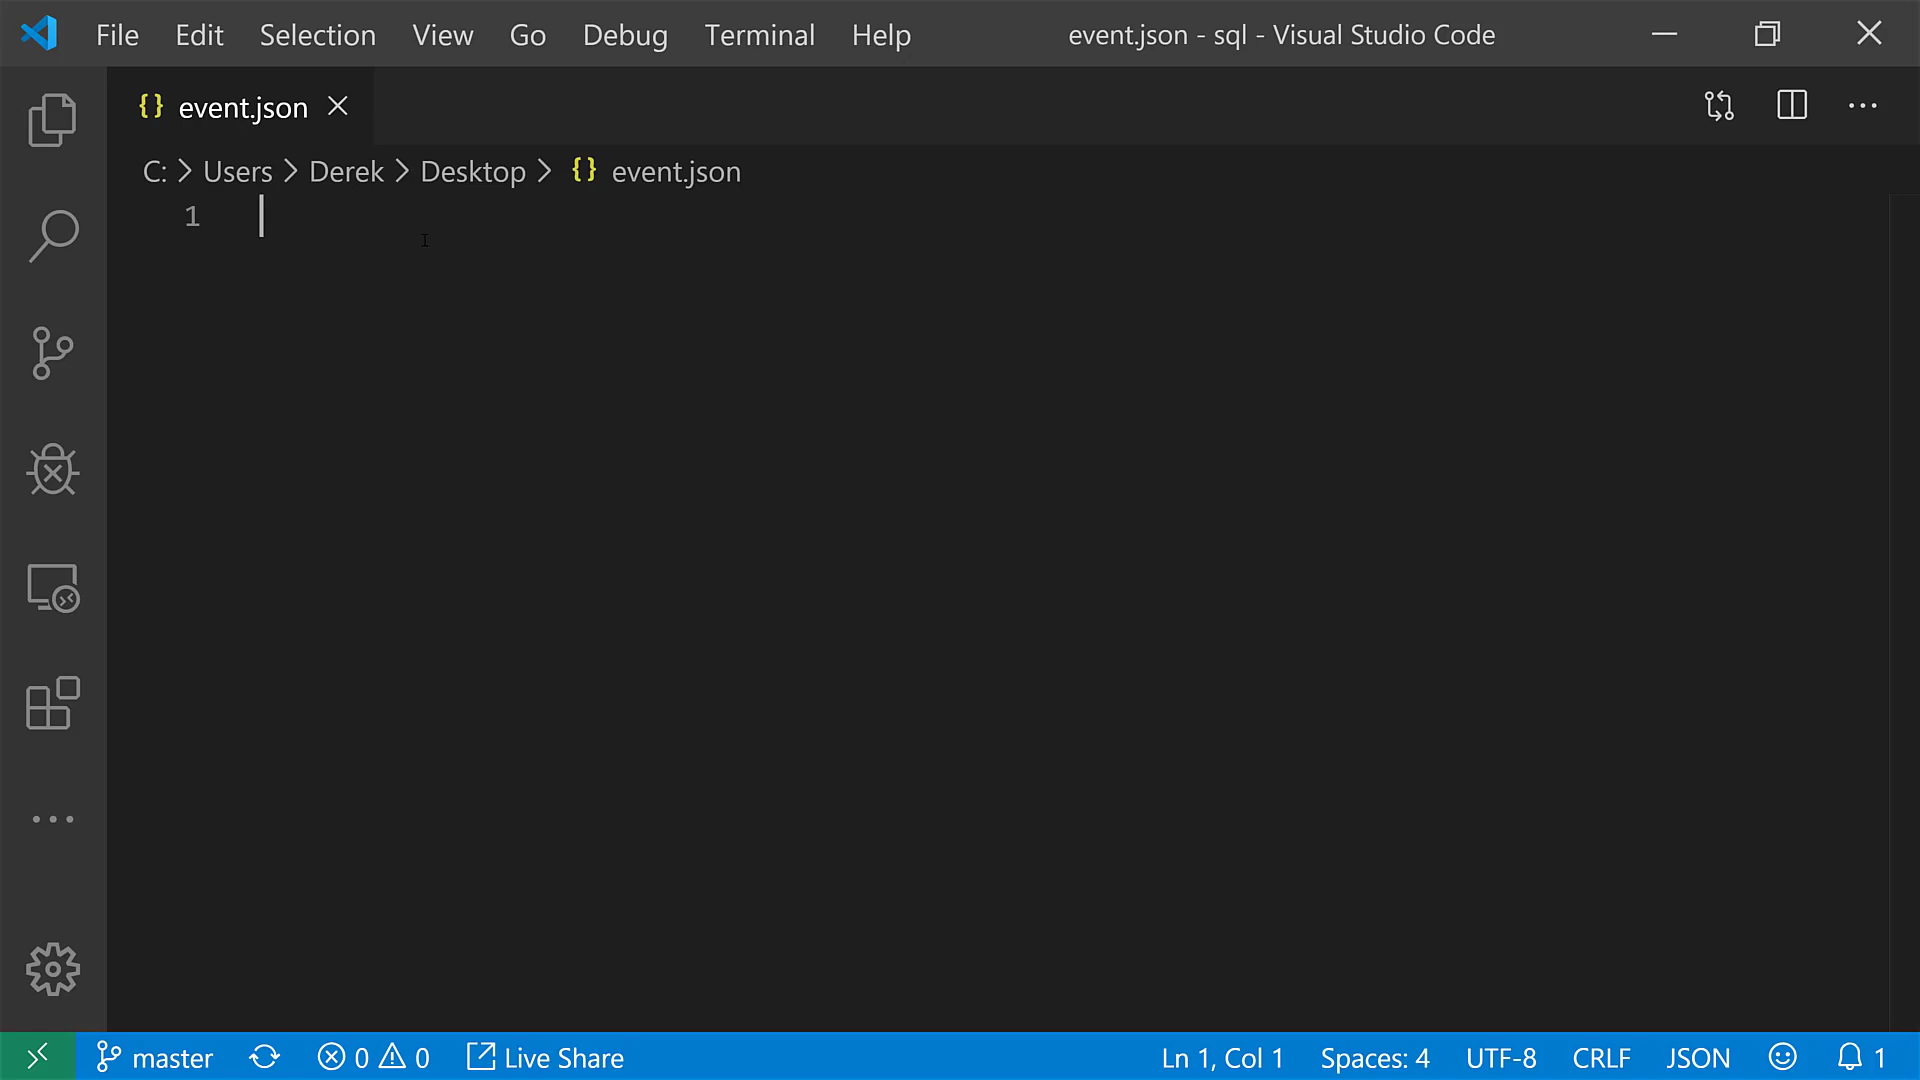 File Edit Selection View Go Debug Terminal Help event.json - sql - Visual Studio Code
{} event.json
C: > Users > Derek > Desktop > {} event.json
1
master 0 0 Live Share Ln 1, Col 1 Spaces: 4 UTF-8 CRLF JSON 1